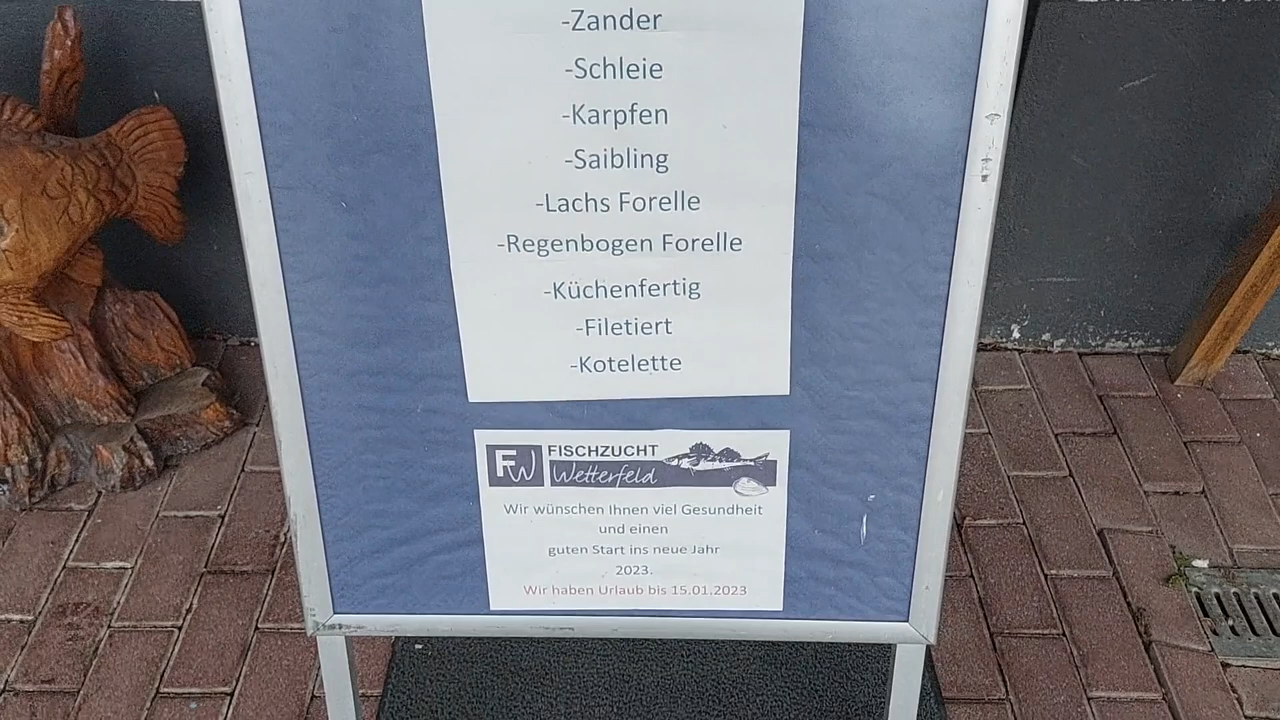 -Zander
-Schleie
-Karpfen
-Saibling
-Lachs Forelle
-Regenbogen Forelle
-Küchenfertig
-Filetiert
-Kotelette
FW FISCHZUCHT
Wetterfeld
Wir wünschen Ihnen viel Gesundheit
und einen
guten Start ins neue Jahr
2023.
Wir haben Urlaub bis 15.01.2023